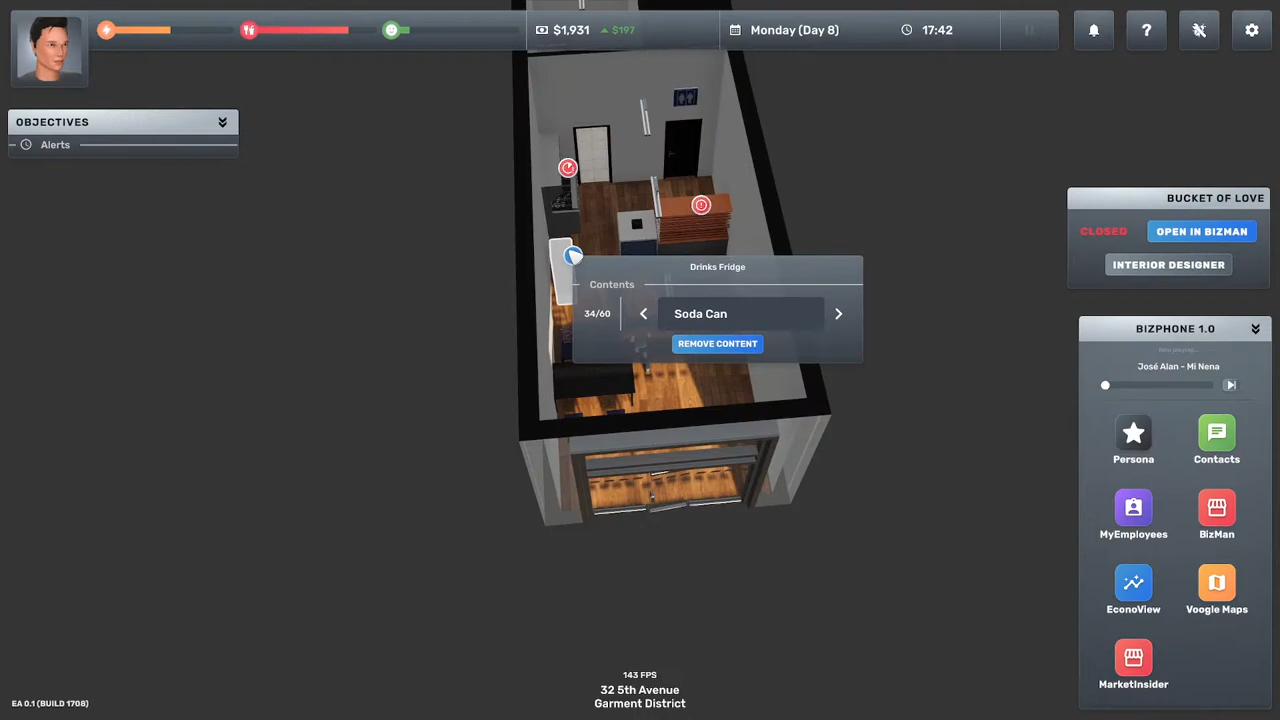 $1,931
$197
Monday (Day 8)
17:42
OBJECTIVES
Alerts
BUCKET OF LOVE
CLOSED
OPEN IN BIZMAN
INTERIOR DESIGNER
Drinks Fridge
Contents
34/60
Soda Can
REMOVE CONTENT
BIZPHONE 1.0
Now playing...
José Alan - Mi Nena
Persona
Contacts
MyEmployees
BizMan
EconoView
Voogle Maps
MarketInsider
143 FPS
32 5th Avenue
Garment District
EA 0.1 (BUILD 1708)